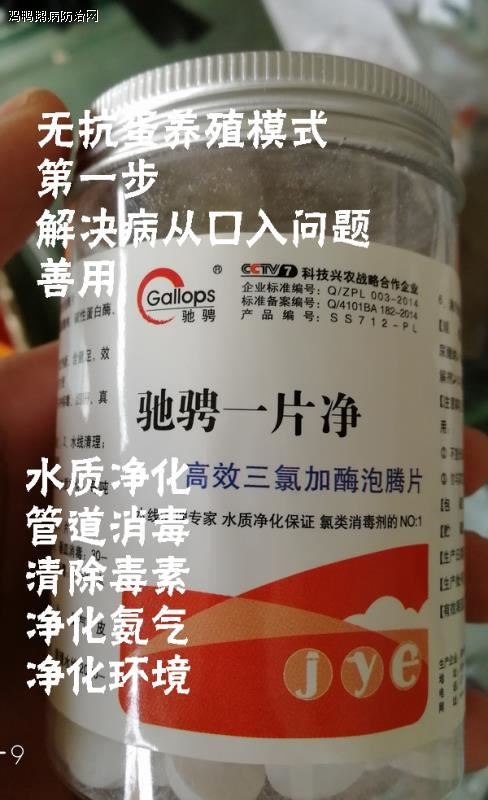 鸡鸭鹅病防治网
无抗蛋养殖模式
第一步
解决病从口入问题
善用
Gallops
®
驰骋
CCTV 7 科技兴农战略合作企业
企业标准编号: Q/ZPL 003-2014
标准备案编号: Q/4101BA 182-2014
产品编号: SS712-PL
驰骋一片净
高效三氯加酶泡腾片
专家 水质净化保证 氯类消毒剂的NO:1
水质净化
管道消毒
清除毒素
净化氨气
净化环境
jye
-9